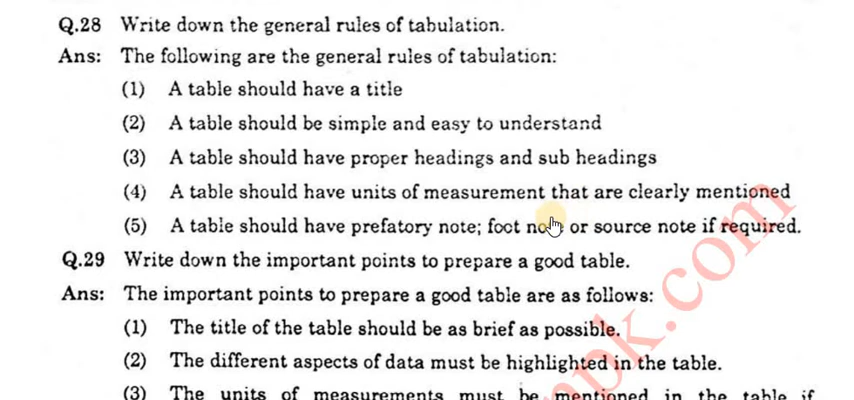 Q.28 Write down the general rules of tabulation.
Ans: The following are the general rules of tabulation:
(1) A table should have a title
(2) A table should be simple and easy to understand
(3) A table should have proper headings and sub headings
(4) A table should have units of measurement that are clearly mentioned
(5) A table should have prefatory note; foot or source note if required.
Q.29 Write down the important points to prepare a good table.
Ans: The important points to prepare a good table are as follows:
(1) The title of the table should be as brief as possible.
(2) The different aspects of data must be highlighted in the table.
(3) The units of measurements must be mentioned in the table if
pk.com